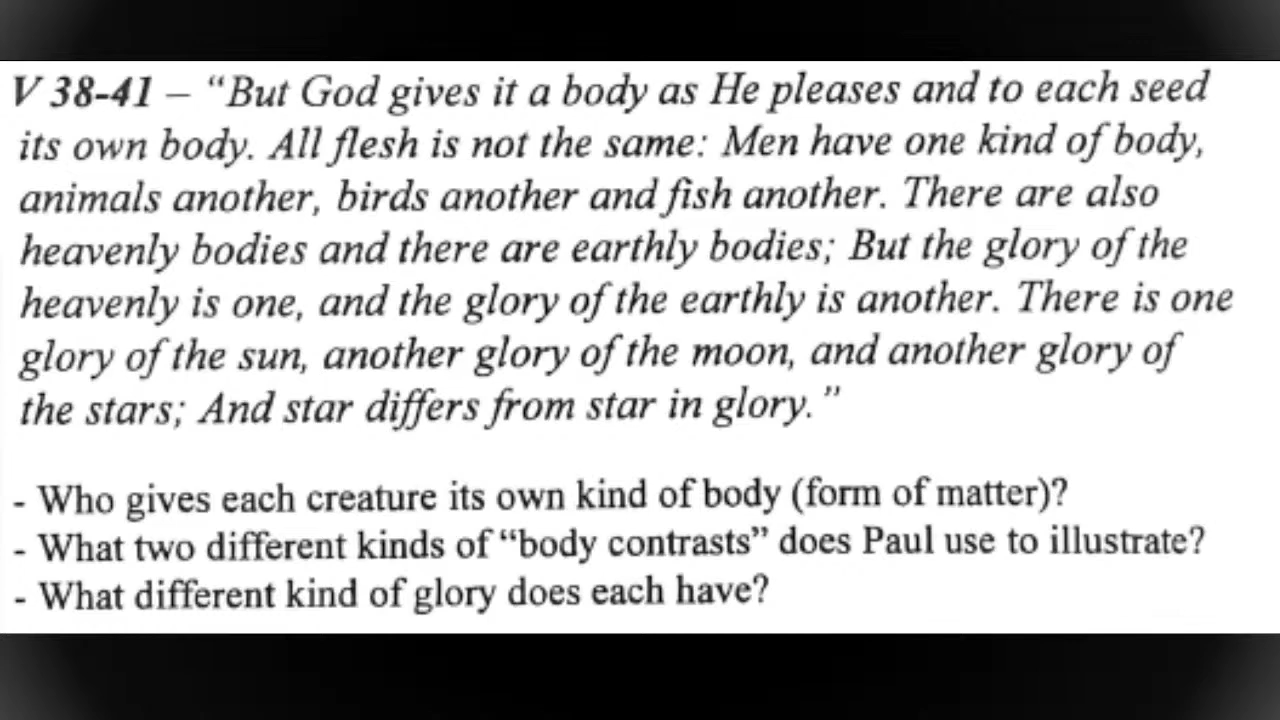 V 38-41 – “But God gives it a body as He pleases and to each seed
its own body. All flesh is not the same: Men have one kind of body,
animals another, birds another and fish another. There are also
heavenly bodies and there are earthly bodies; But the glory of the
heavenly is one, and the glory of the earthly is another. There is one
glory of the sun, another glory of the moon, and another glory of
the stars; And star differs from star in glory.”
- Who gives each creature its own kind of body (form of matter)?
- What two different kinds of “body contrasts” does Paul use to illustrate?
- What different kind of glory does each have?